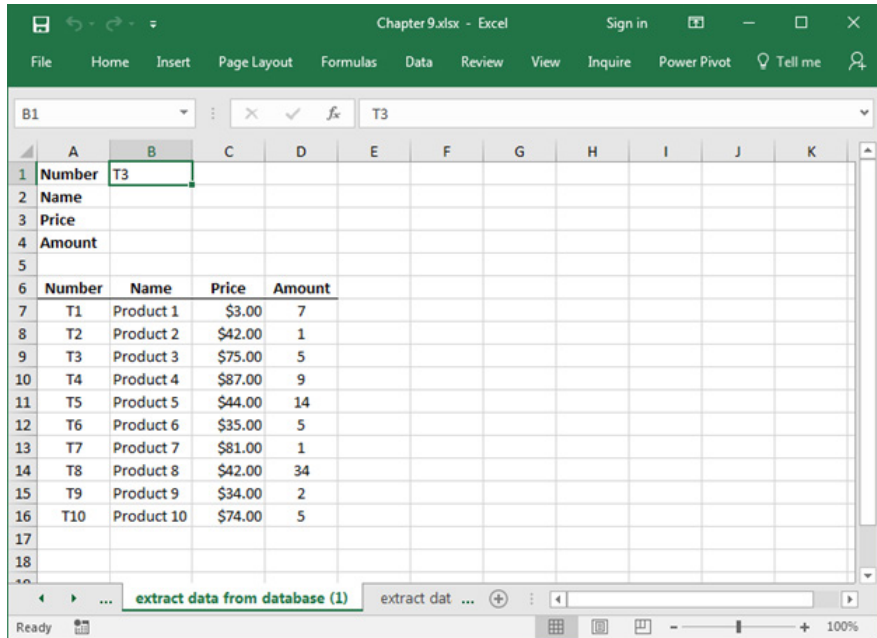 Chapter 9.xlsx - Excel Sign in
File Home Insert Page Layout Formulas Data Review View Inquire Power Pivot Tell me
B1 fx T3
A B C D E F G H I J K
1 Number T3
2 Name
3 Price
4 Amount
5
6 Number Name Price Amount
7 T1 Product 1 $3.00 7
8 T2 Product 2 $42.00 1
9 T3 Product 3 $75.00 5
10 T4 Product 4 $87.00 9
11 T5 Product 5 $44.00 14
12 T6 Product 6 $35.00 5
13 T7 Product 7 $81.00 1
14 T8 Product 8 $42.00 34
15 T9 Product 9 $34.00 2
16 T10 Product 10 $74.00 5
17
18
... extract data from database (1) extract dat ...
Ready 100%